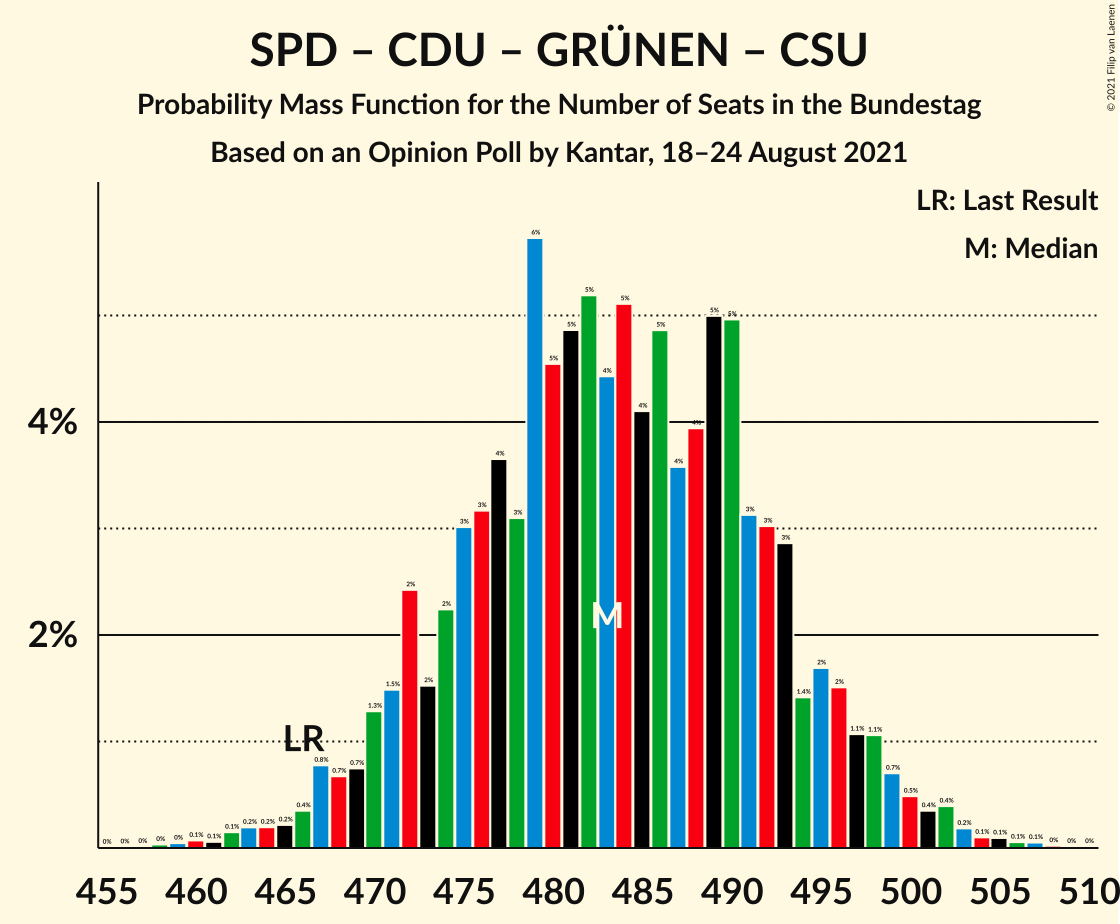 SPD – CDU – GRÜNEN – CSU
Probability Mass Function for the Number of Seats in the Bundestag
Based on an Opinion Poll by Kantar, 18–24 August 2021
© 2021 Filip van Laenen
LR: Last Result
M: Median
4%
2%
LR
M
0% 0% 0% 0% 0% 0.1% 0.1% 0.1% 0.2% 0.2% 0.2% 0.4% 0.8% 0.7% 0.7% 1.3% 1.5% 2% 2% 2% 3% 3% 4% 3% 6% 5% 5% 5% 4% 5% 4% 5% 4% 4% 5% 5% 3% 3% 3% 1.4% 2% 2% 1.1% 1.1% 0.7% 0.5% 0.4% 0.4% 0.2% 0.1% 0.1% 0.1% 0.1% 0% 0% 0%
455 460 465 470 475 480 485 490 495 500 505 510